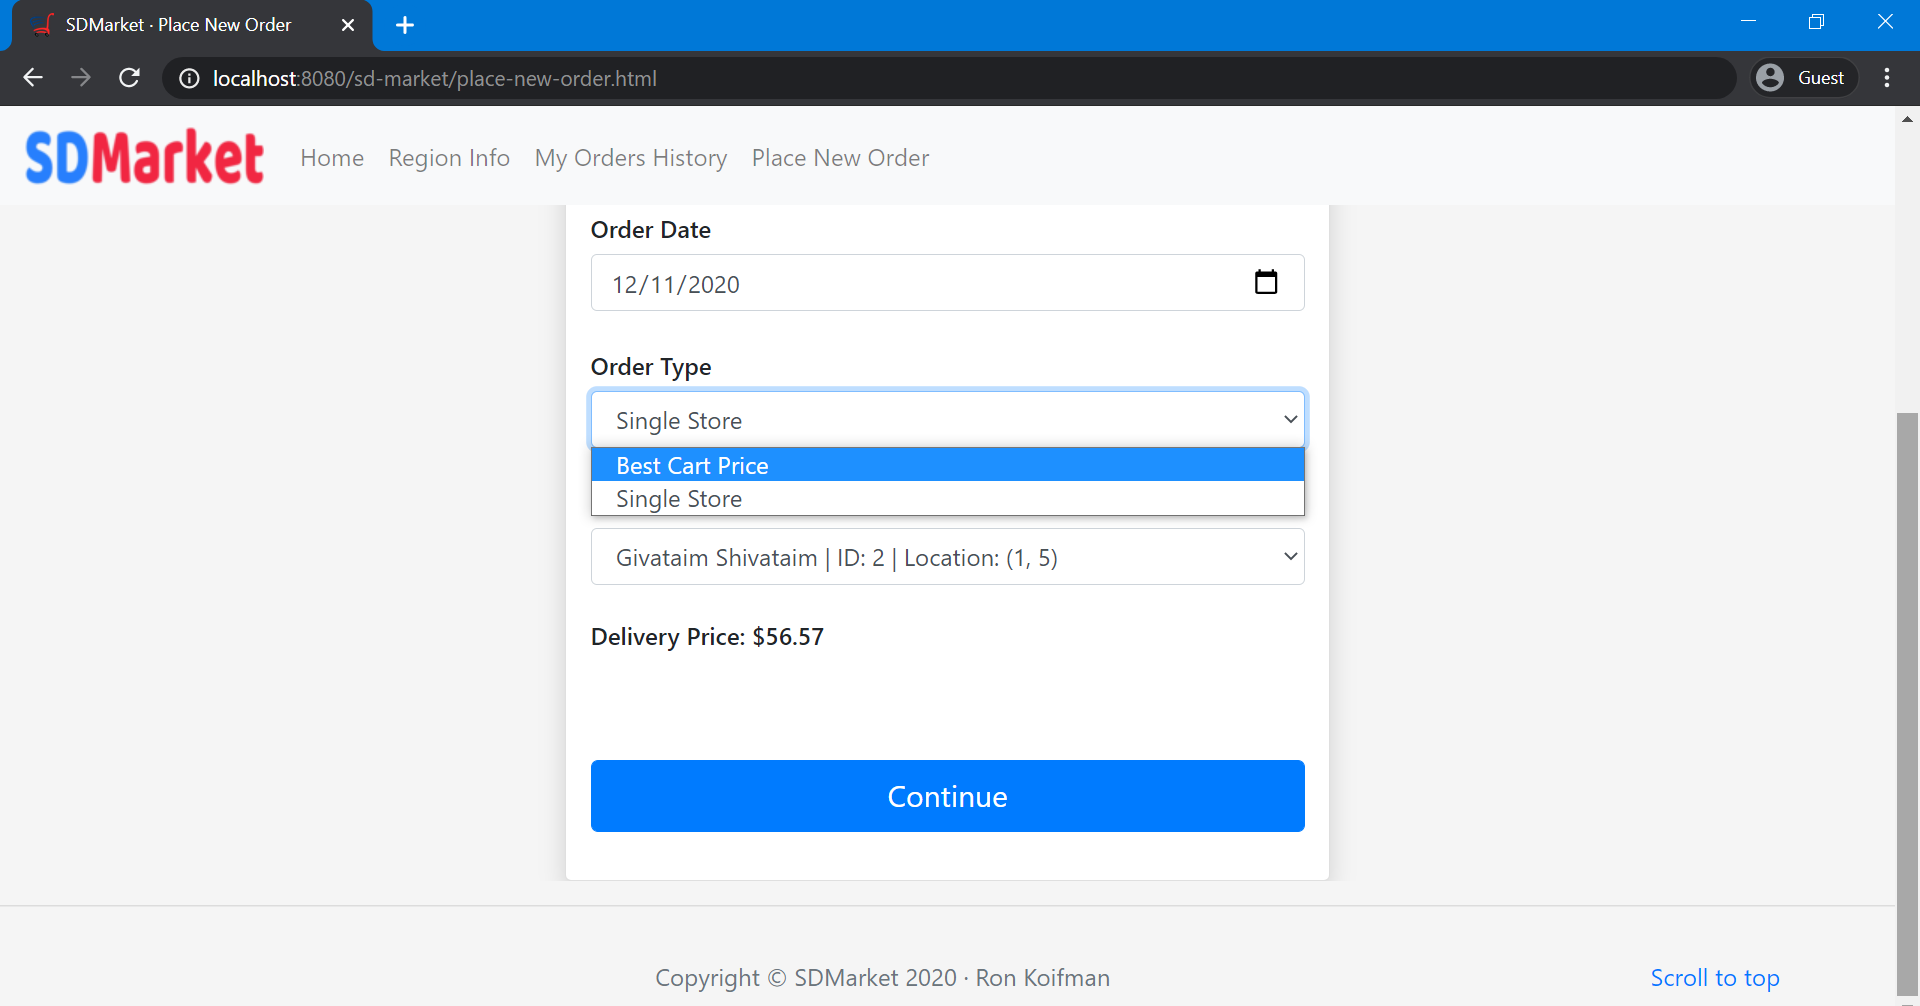 SDMarket · Place New Order
localhost:8080/sd-market/place-new-order.html
Guest
SDMarket
Home
Region Info
My Orders History
Place New Order
Order Date
12/11/2020
Order Type
Single Store
Best Cart Price
Single Store
Givataim Shivataim | ID: 2 | Location: (1, 5)
Delivery Price: $56.57
Continue
Copyright © SDMarket 2020 · Ron Koifman
Scroll to top